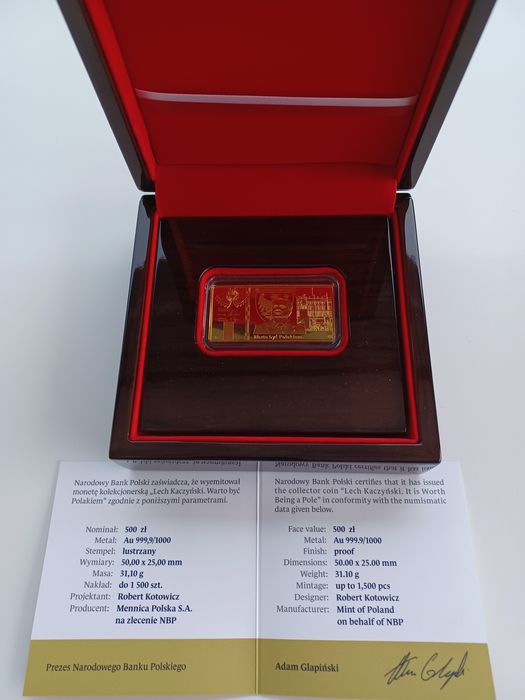 Warto być Polakiem
Narodowy Bank Polski zaświadcza, że wyemitował
monetę kolekcjonerską „Lech Kaczyński. Warto być
Polakiem” zgodnie z poniższymi parametrami.
Nominał: 500 zł
Metal: Au 999,9/1000
Stempel: lustrzany
Wymiary: 50,00 x 25,00 mm
Masa: 31,10 g
Nakład: do 1 500 szt.
Projektant: Robert Kotowicz
Producent: Mennica Polska S.A.
na zlecenie NBP
Prezes Narodowego Banku Polskiego
Narodowy Bank Polski certifies that it has issued
the collector coin “Lech Kaczyński. It is Worth
Being a Pole” in conformity with the numismatic
data given below.
Face value: 500 zł
Metal: Au 999.9/1000
Finish: proof
Dimensions: 50.00 x 25.00 mm
Weight: 31.10 g
Mintage: up to 1,500 pcs
Designer: Robert Kotowicz
Manufacturer: Mint of Poland
on behalf of NBP
Adam Glapiński